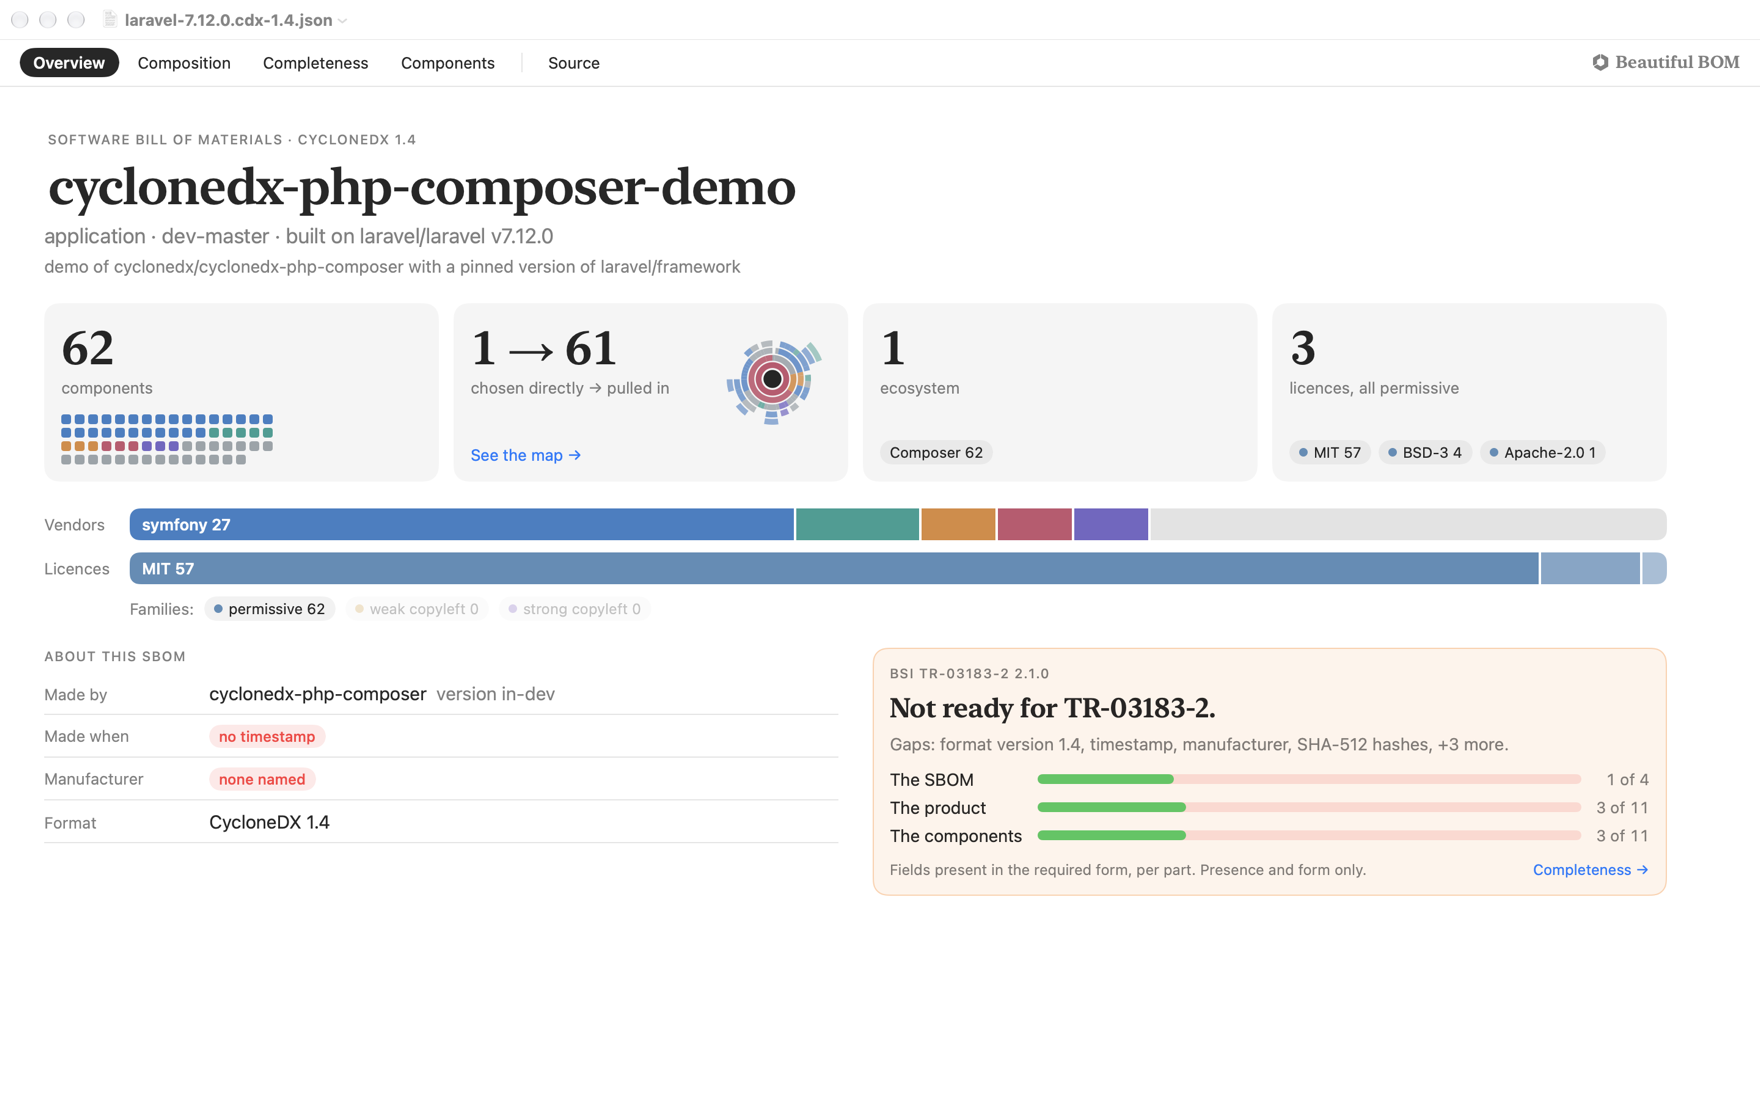 laravel-7.12.0.cdx-1.4.json
Overview Composition Completeness Components Source Beautiful BOM
SOFTWARE BILL OF MATERIALS · CYCLONEDX 1.4
cyclonedx-php-composer-demo
application · dev-master · built on laravel/laravel v7.12.0
demo of cyclonedx/cyclonedx-php-composer with a pinned version of laravel/framework
62
components
1 → 61
chosen directly → pulled in
See the map →
1
ecosystem
Composer 62
3
licences, all permissive
MIT 57 BSD-3 4 Apache-2.0 1
Vendors symfony 27
Licences MIT 57
Families: permissive 62 weak copyleft 0 strong copyleft 0
ABOUT THIS SBOM
Made by cyclonedx-php-composer version in-dev
Made when no timestamp
Manufacturer none named
Format CycloneDX 1.4
BSI TR-03183-2 2.1.0
Not ready for TR-03183-2.
Gaps: format version 1.4, timestamp, manufacturer, SHA-512 hashes, +3 more.
The SBOM 1 of 4
The product 3 of 11
The components 3 of 11
Fields present in the required form, per part. Presence and form only. Completeness →